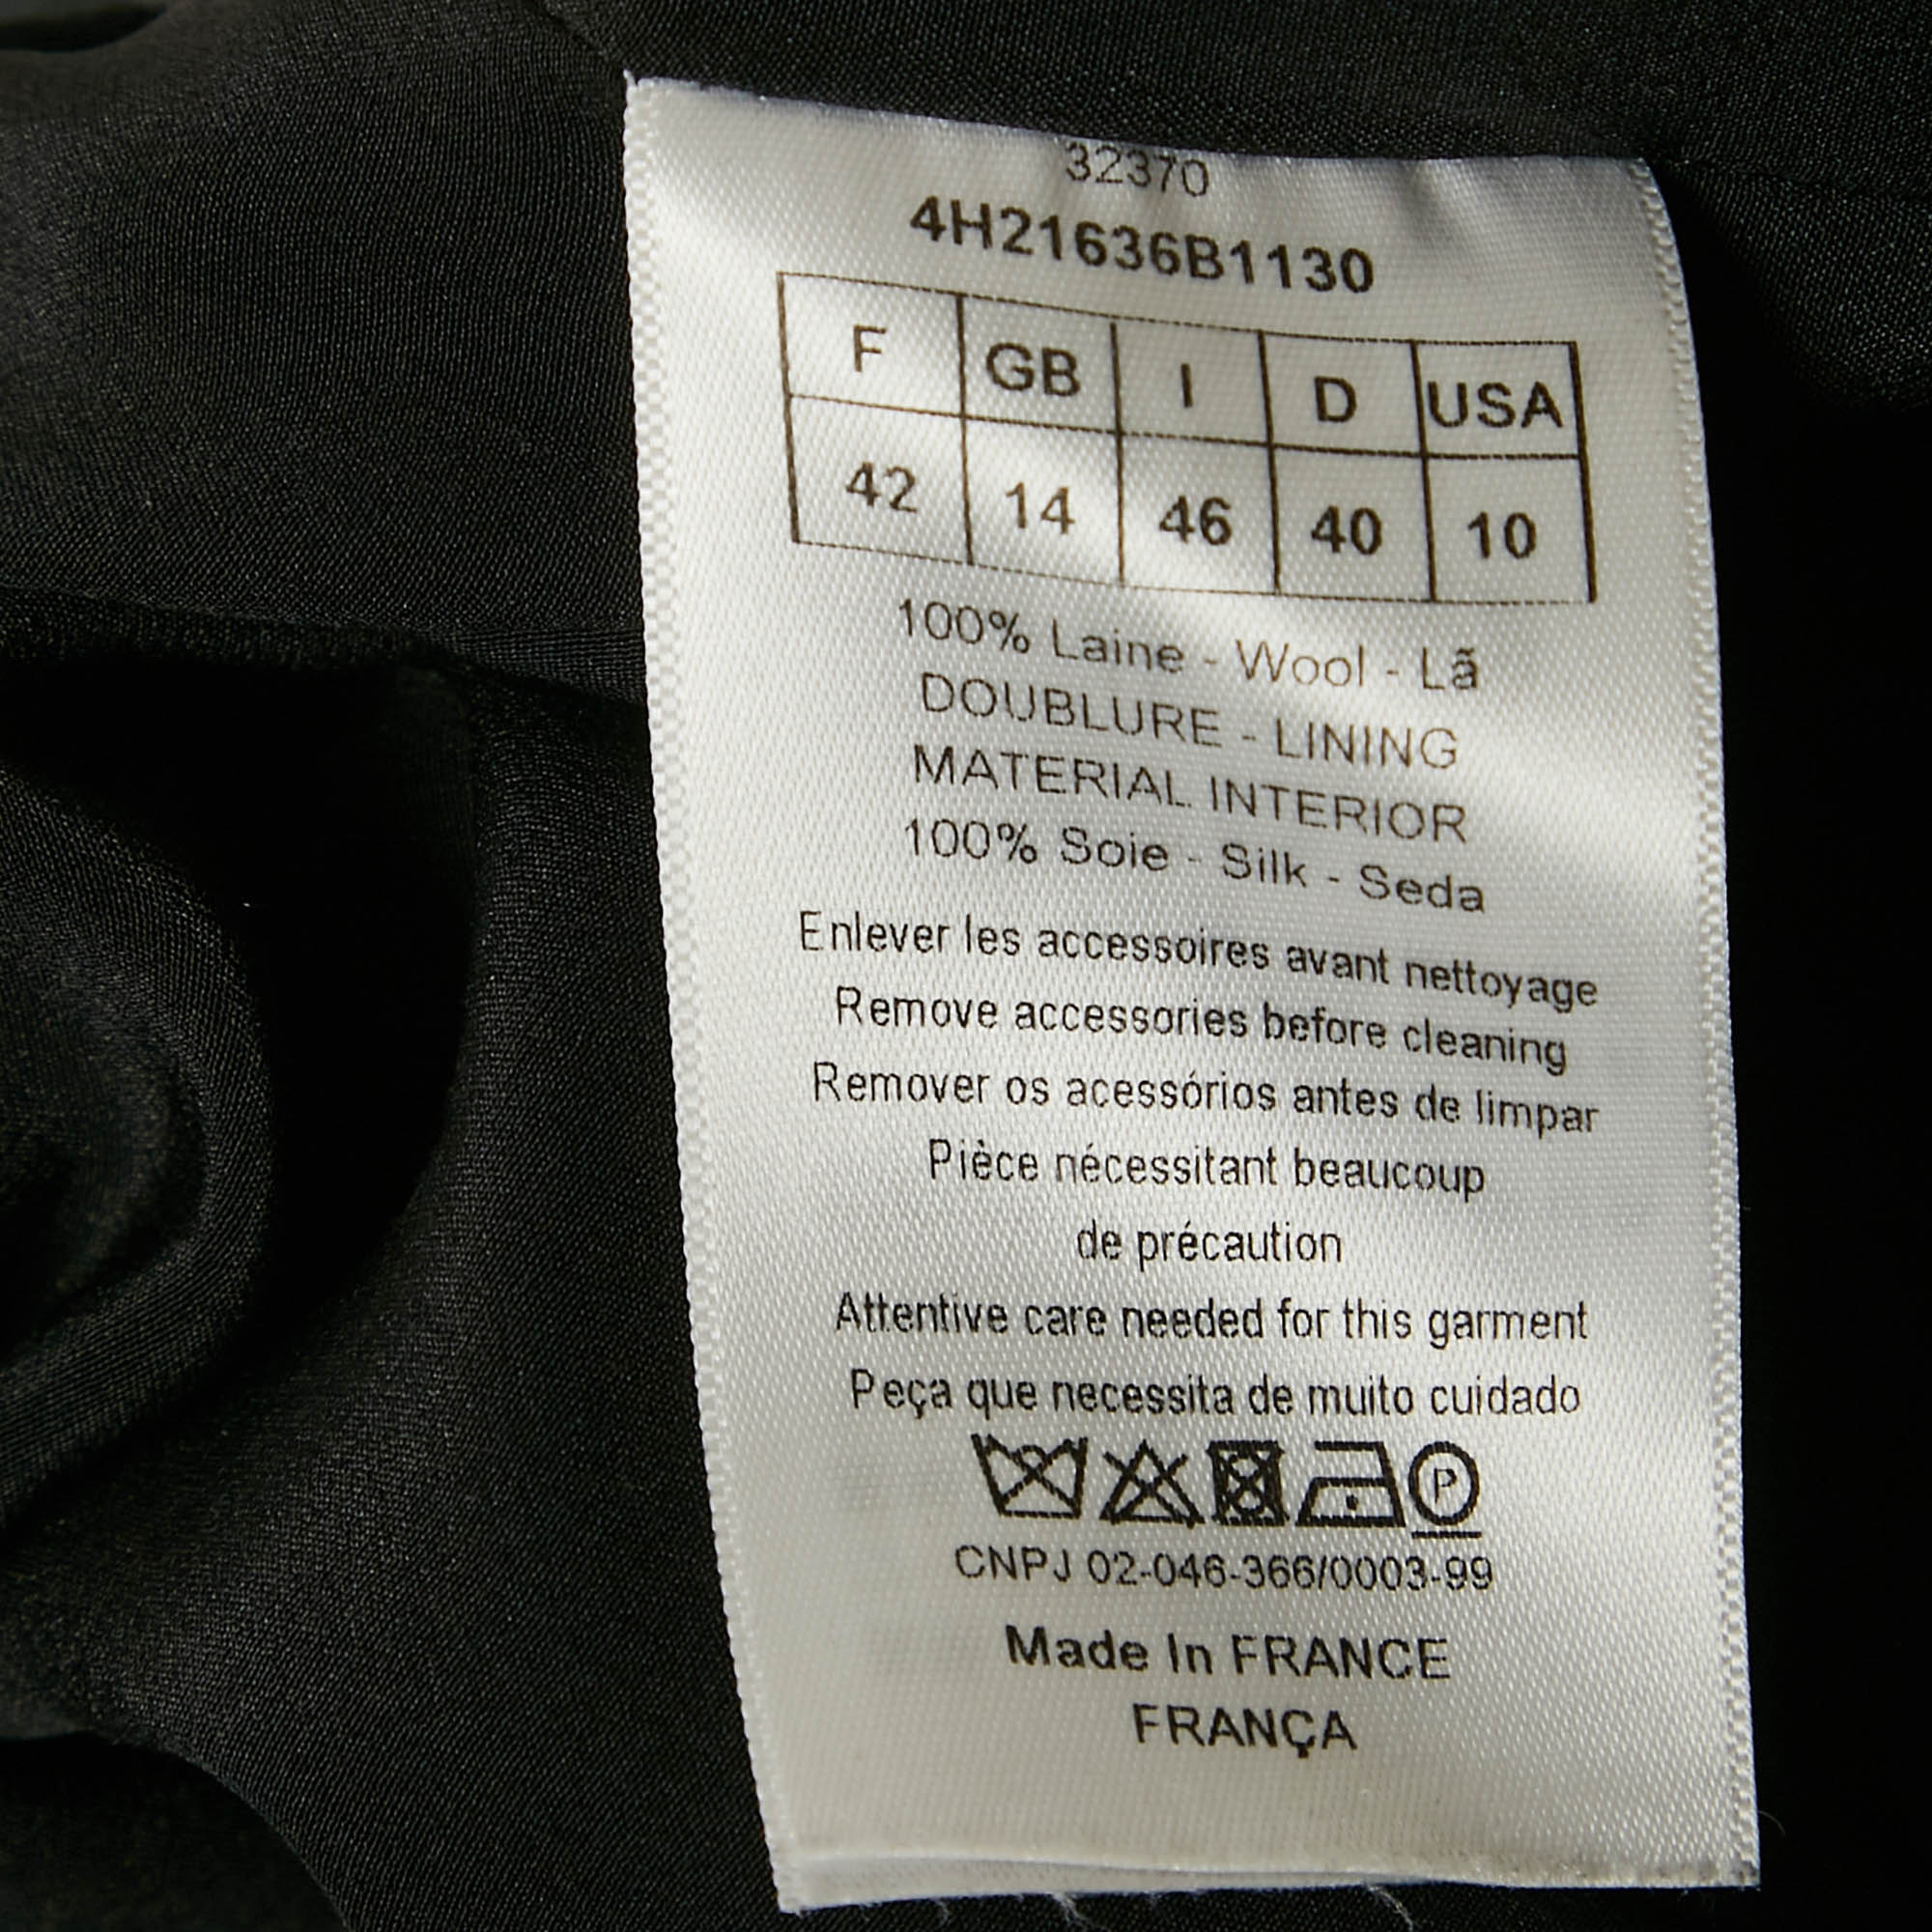 32370
4H21636B1130
F GB I D USA
42 14 46 40 10
100% Laine - Wool - Lã
DOUBLURE - LINING
MATERIAL INTERIOR
100% Soie - Silk - Seda
Enlever les accessoires avant nettoyage
Remove accessories before cleaning
Remover os acessórios antes de limpar
Pièce nécessitant beaucoup
de précaution
Attentive care needed for this garment
Peça que necessita de muito cuidado
P
CNPJ 02-046-366/0003-99
Made In FRANCE
FRANÇA